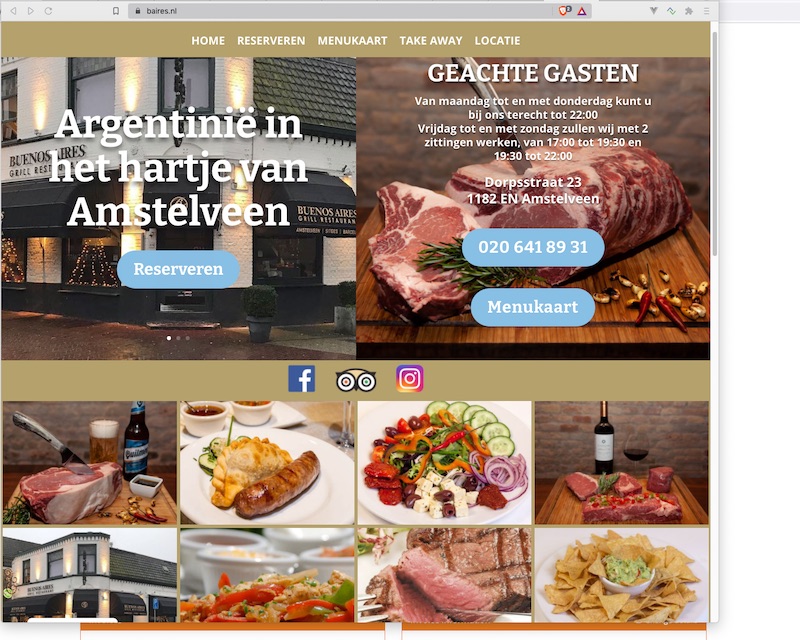 baires.nl
HOME RESERVEREN MENUKAART TAKE AWAY LOCATIE
Argentinië in
het hartje van
Amstelveen
Reserveren
BUENOS AIRES
GRILL RESTAURANT
BUENOS AIRES
GRILL RESTAURANT
GEACHTE GASTEN
Van maandag tot en met donderdag kunt u
bij ons terecht tot 22:00
Vrijdag tot en met zondag zullen wij met 2
zittingen werken, van 17:00 tot 19:30 en
19:30 tot 22:00
Dorpsstraat 23
1182 EN Amstelveen
020 641 89 31
Menukaart
Quilmes
BUENOS AIRES